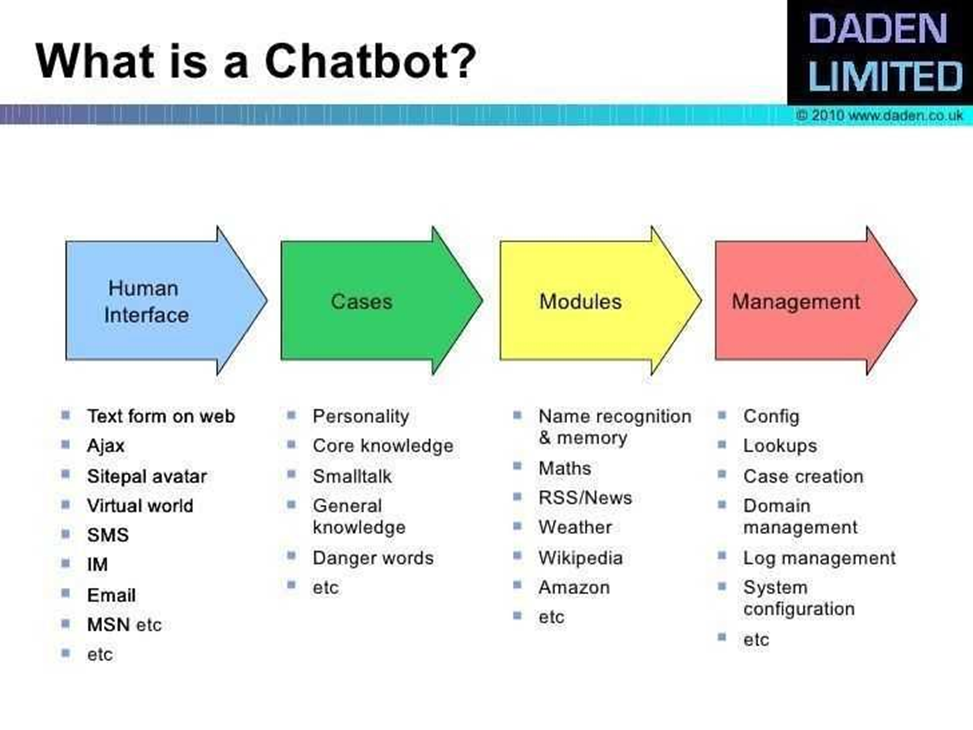 What is a Chatbot?
DADEN
LIMITED
© 2010 www.daden.co.uk
Human
Interface
Cases
Modules
Management
Text form on web
Ajax
Sitepal avatar
Virtual world
SMS
IM
Email
MSN etc
etc
Personality
Core knowledge
Smalltalk
General
knowledge
Danger words
etc
Name recognition
& memory
Maths
RSS/News
Weather
Wikipedia
Amazon
etc
Config
Lookups
Case creation
Domain
management
Log management
System
configuration
etc